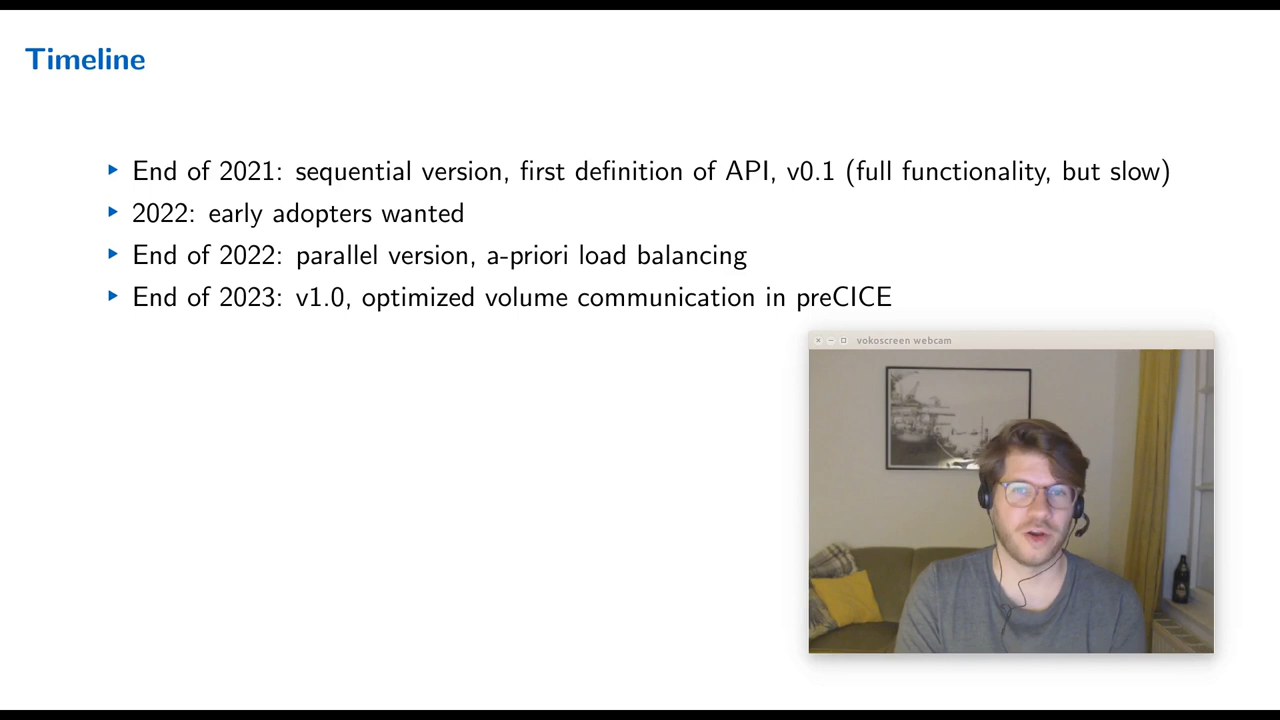 Timeline
End of 2021: sequential version, first definition of API, v0.1 (full functionality, but slow)
2022: early adopters wanted
End of 2022: parallel version, a-priori load balancing
End of 2023: v1.0, optimized volume communication in preCICE
vokoscreen webcam